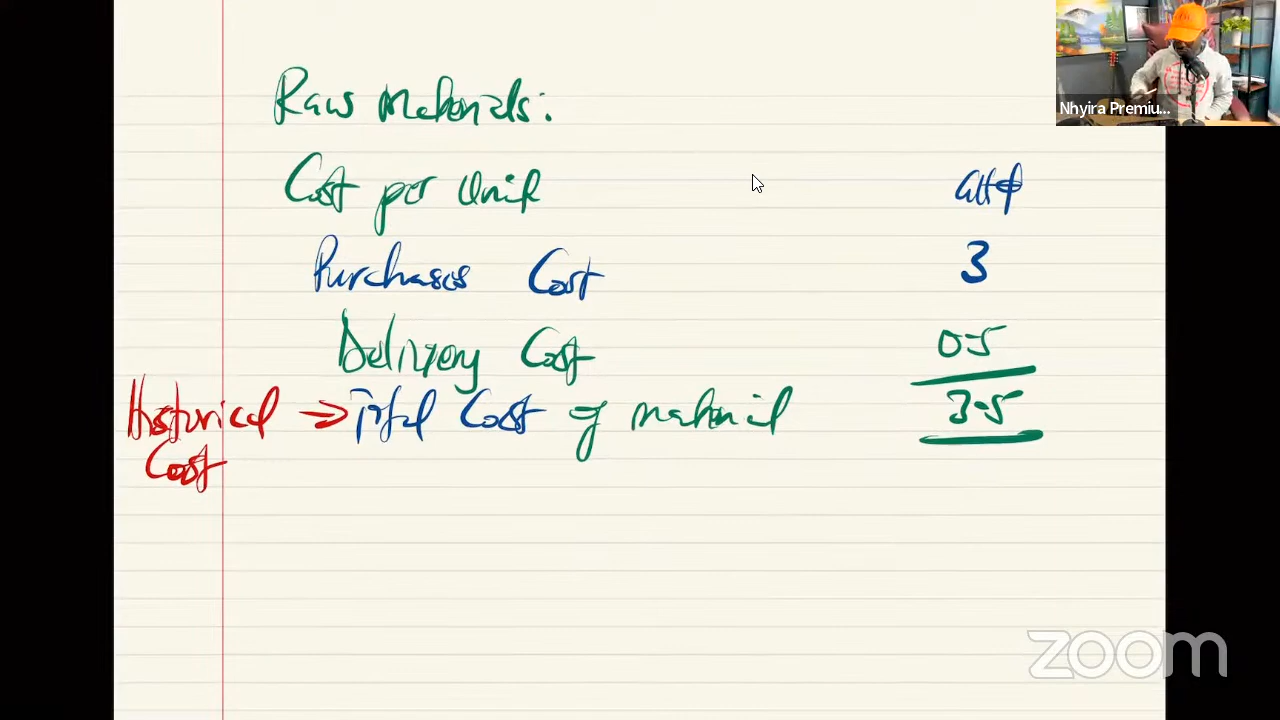 Raw Materials:
Cost per Unit GH¢
Purchases Cost 3
Delivery Cost 0.5
Historical → Total Cost of material 3.5
Cost
Nhyira Premiu...
zoom